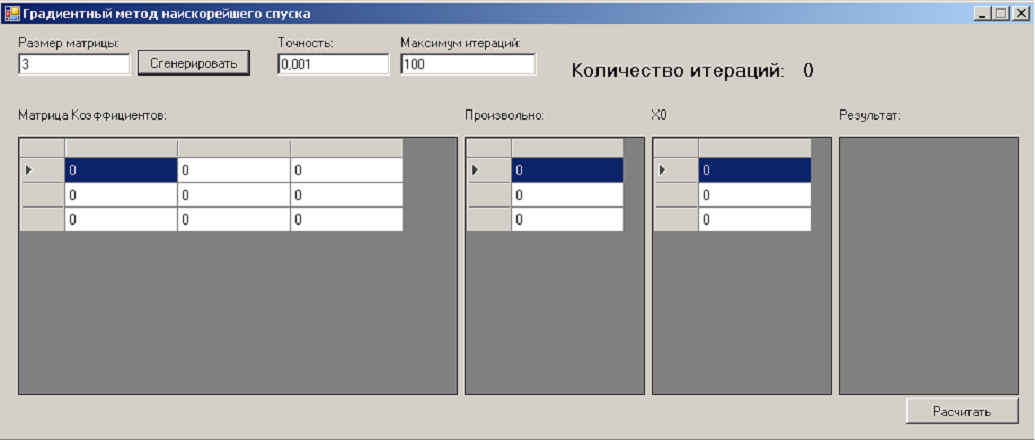 Градиентный метод наискорейшего спуска
Размер матрицы: Точность: Максимум итераций:
3 Сгенерировать 0,001 100
Количество итераций: 0
Матрица Коэффициентов: Произвольно: X0 Результат:
0 0 0 0 0
0 0 0 0 0
0 0 0 0 0
Расчитать